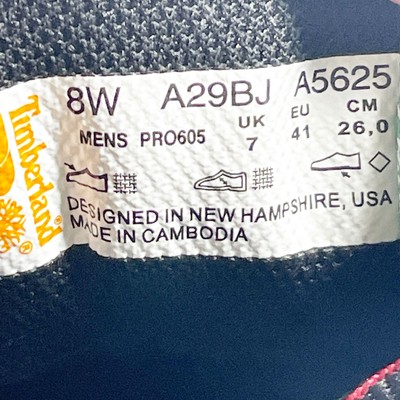 Timberland®
8W A29BJ A5625
MENS PRO605 UK EU CM
7 41 26,0
DESIGNED IN NEW HAMPSHIRE, USA
MADE IN CAMBODIA